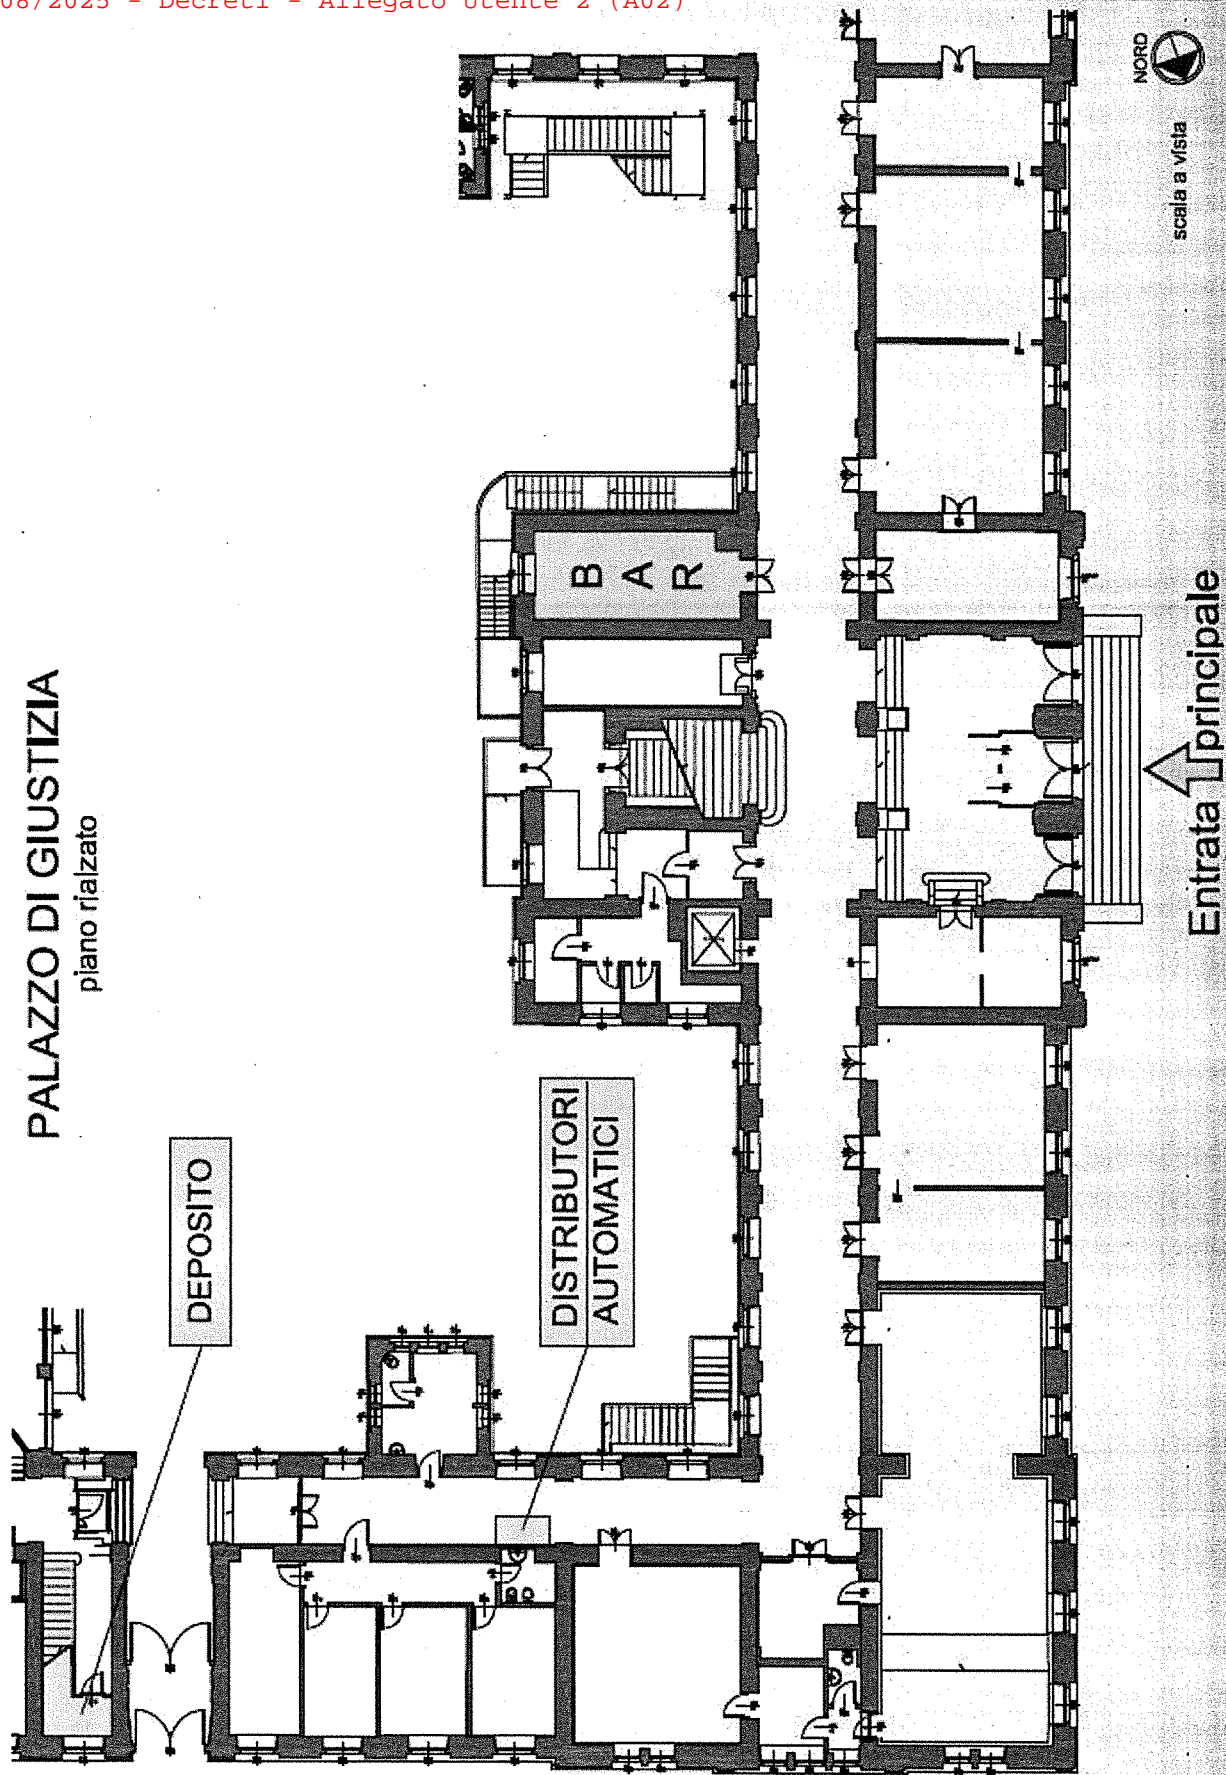 08/2025 - Decreti - Allegato Utente 2 (A02)
PALAZZO DI GIUSTIZIA
piano rialzato
DEPOSITO
DISTRIBUTORI
AUTOMATICI
BAR
NORD
scala a vista
Entrata principale